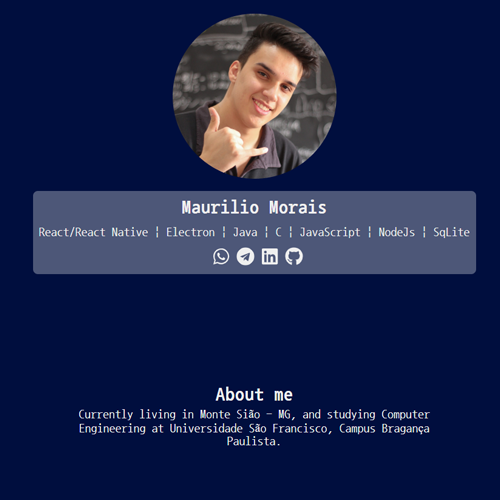 Maurilio Morais
React/React Native ¦ Electron ¦ Java ¦ C ¦ JavaScript ¦ NodeJs ¦ SqLite
About me
Currently living in Monte Sião - MG, and studying Computer
Engineering at Universidade São Francisco, Campus Bragança
Paulista.